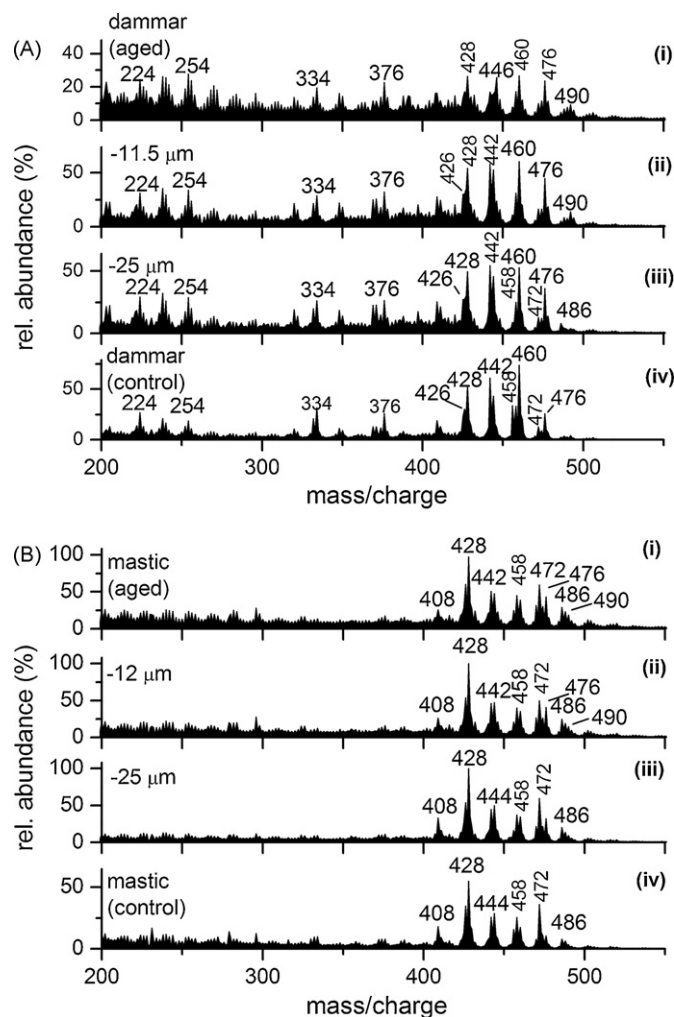 (A)
dammar
(aged)
(i)
40
20
0
224 254 334 376 428 446 460 476 490
-11.5 μm
(ii)
50
0
224 254 334 376 426 428 442 460 476 490
-25 μm
(iii)
50
0
224 254 334 376 426 428 442 458 460 472 476 486
dammar
(control)
(iv)
50
0
224 254 334 376 426 428 442 458 460 472 476
rel. abundance (%)
200 300 400 500
mass/charge
(B)
mastic
(aged)
(i)
100
50
0
408 428 442 458 472 476 486 490
-12 μm
(ii)
100
50
0
408 428 442 458 472 476 486 490
-25 μm
(iii)
100
50
0
408 428 444 458 472 486
mastic
(control)
(iv)
50
0
408 428 444 458 472 486
rel. abundance (%)
200 300 400 500
mass/charge